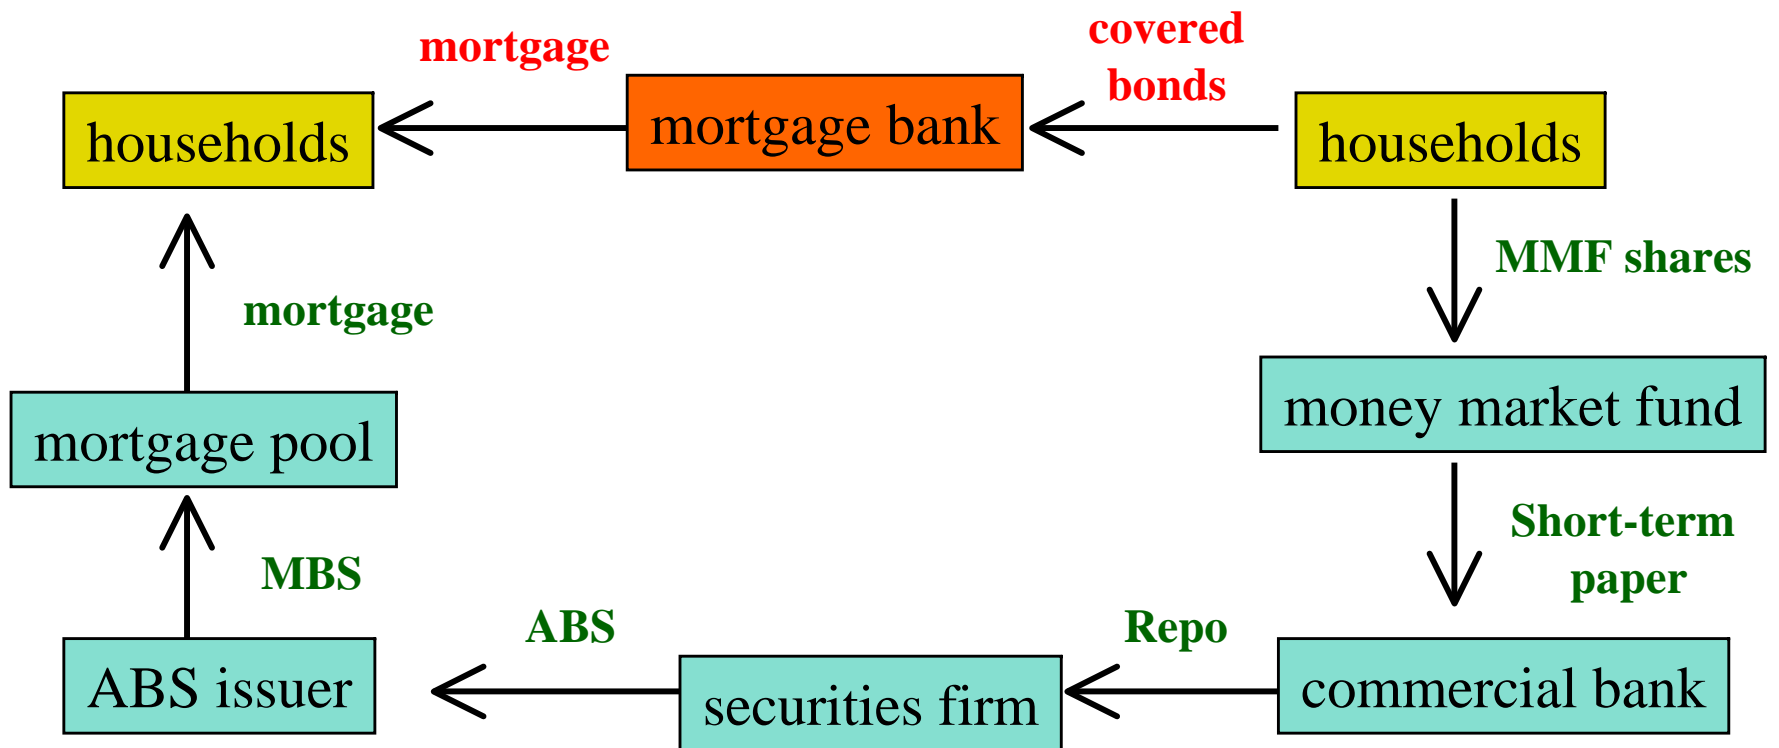 covered
mortgage
bonds
households
mortgage bank
households
MMF shares
mortgage
money market fund
mortgage pool
Short-term
paper
MBS
ABS
Repo
ABS issuer
securities firm
commercial bank